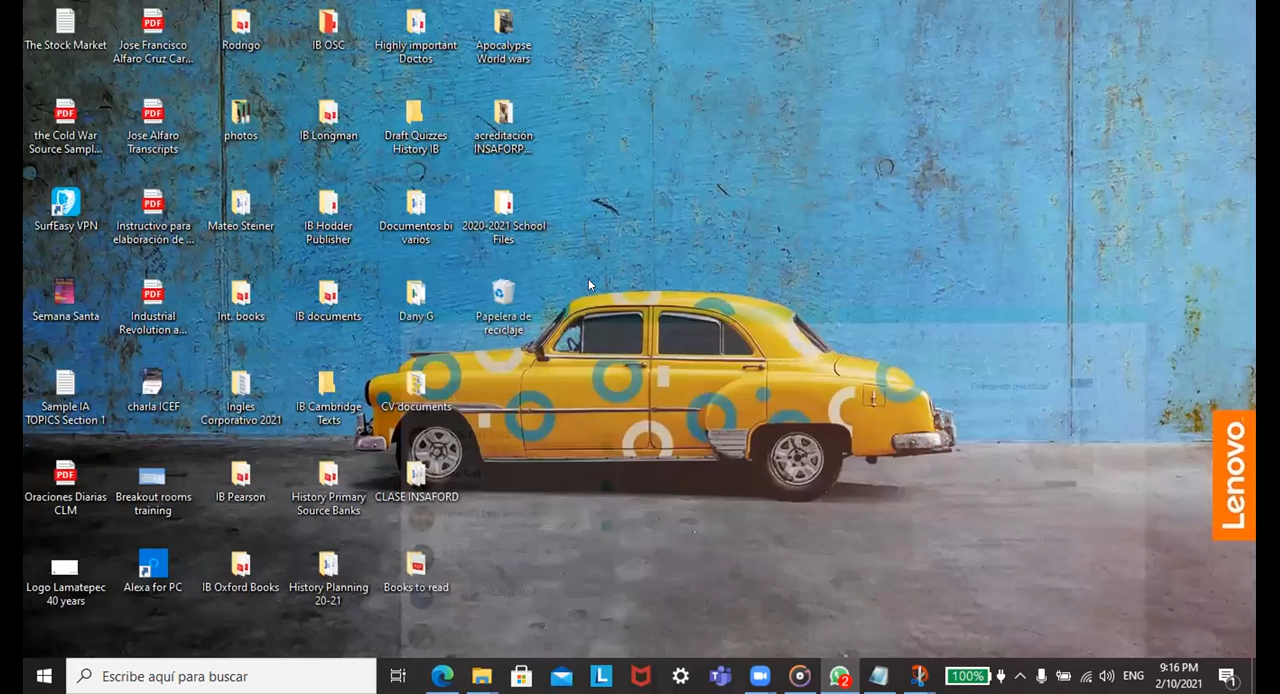 The Stock Market
Jose Francisco
Alfaro Cruz Car...
Rodrigo
IB OSC
Highly important
Doctos
Apocalypse
World wars
PDF
the Cold War
Source Sampl...
PDF
Jose Alfaro
Transcripts
photos
IB Longman
Draft Quizzes
History IB
acreditación
INSAFORP...
SurfEasy VPN
PDF
Instructivo para
elaboración de ...
Mateo Steiner
IB Hodder
Publisher
Documentos bi
varios
2020-2021 School
Files
Semana Santa
PDF
Industrial
Revolution a...
Int. books
IB documents
Dany G
Papelera de
reciclaje
Sample IA
TOPICS Section 1
charla ICEF
Ingles
Corporativo 2021
IB Cambridge
Texts
CV documents
PDF
Oraciones Diarias
CLM
Breakout rooms
training
IB Pearson
History Primary
Source Banks
CLASE INSAFORD
Logo Lamatepec
40 years
Alexa for PC
IB Oxford Books
History Planning
20-21
Books to read
Lenovo
Escribe aquí para buscar
L
2
100%
ENG
9:16 PM
2/10/2021
1